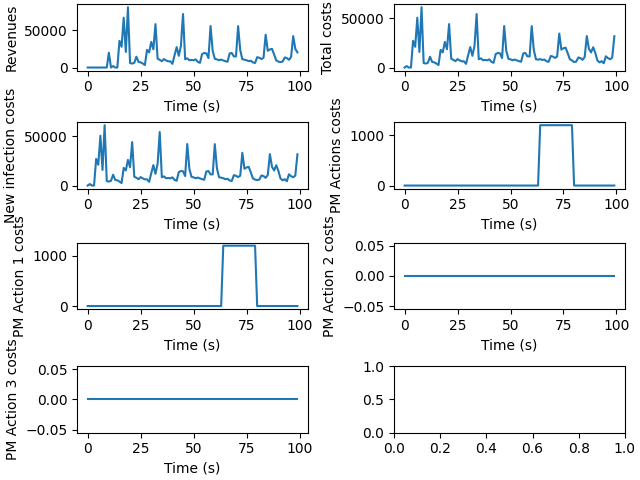 Revenues
50000
0
0 25 50 75 100
Time (s)
Total costs
50000
0
0 25 50 75 100
Time (s)
New infection costs
50000
0
0 25 50 75 100
Time (s)
PM Actions costs
1000
0
0 25 50 75 100
Time (s)
PM Action 1 costs
1000
0
0 25 50 75 100
Time (s)
PM Action 2 costs
0.05
0.00
−0.05
0 25 50 75 100
Time (s)
PM Action 3 costs
0.05
0.00
−0.05
0 25 50 75 100
Time (s)
1.0
0.5
0.0
0.0 0.2 0.4 0.6 0.8 1.0